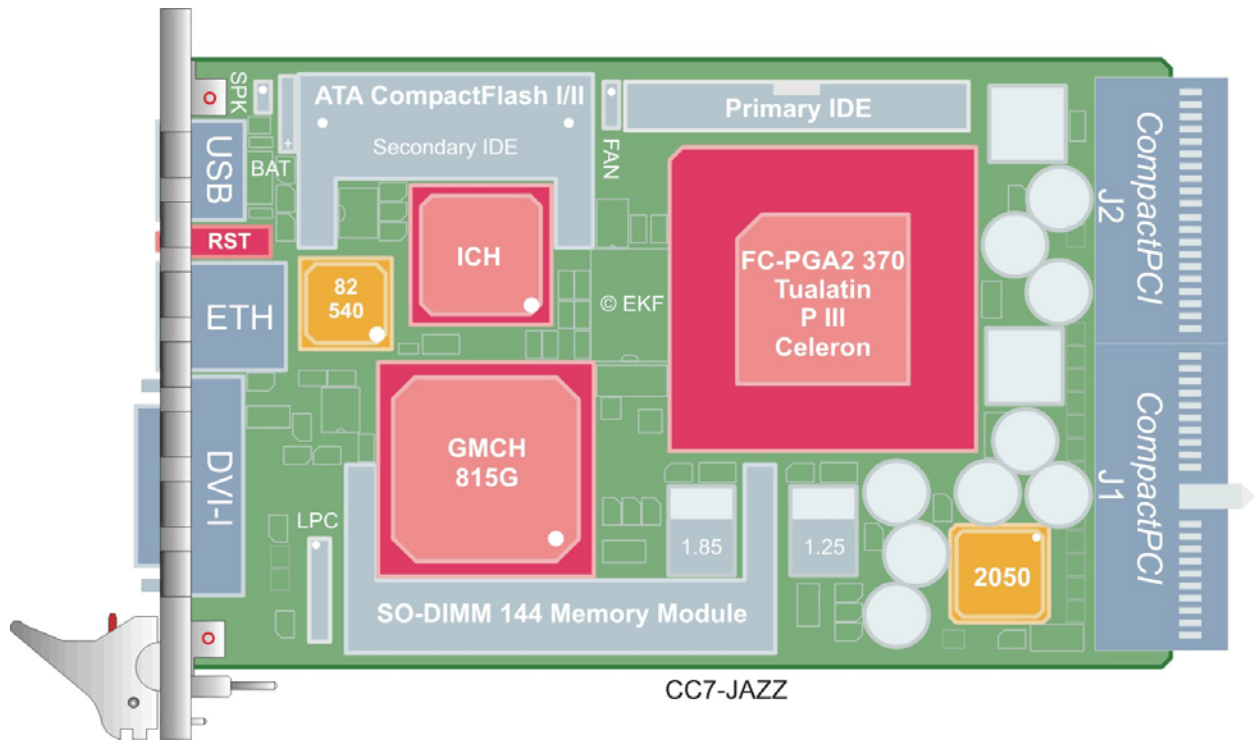 SPK
ATA CompactFlash I/II
Secondary IDE
BAT
+
FAN
Primary IDE
CompactPCI
J2
USB
RST
ICH
FC-PGA2 370
Tualatin
P III
Celeron
82
540
ETH
© EKF
GMCH
815G
CompactPCI
J1
DVI-I
LPC
1.85
1.25
2050
SO-DIMM 144 Memory Module
CC7-JAZZ